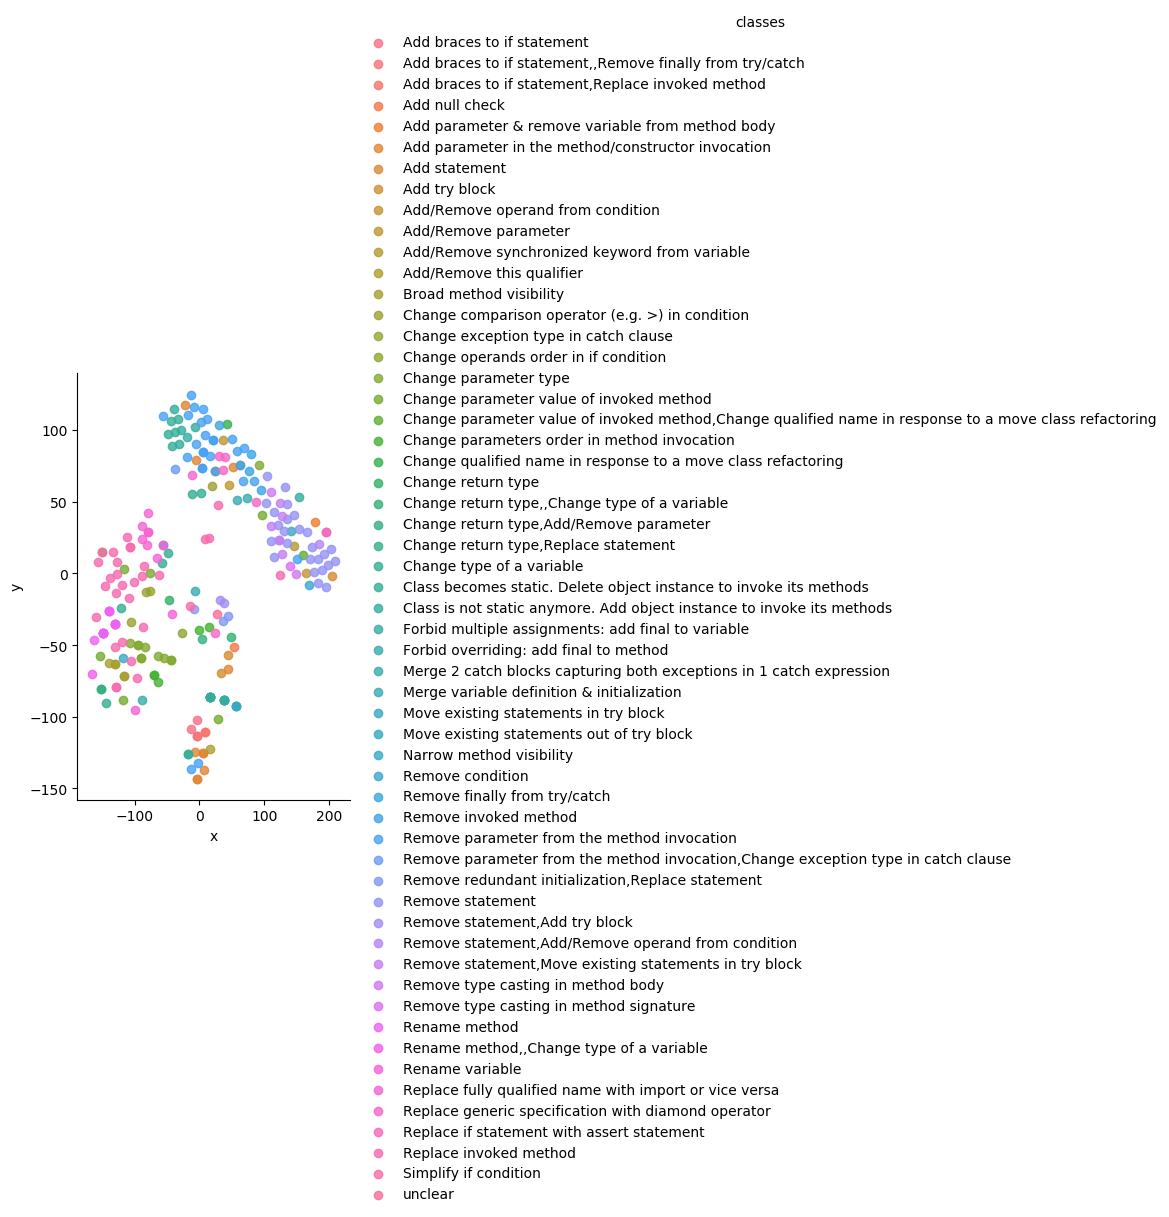 classes
Add braces to if statement
Add braces to if statement,,Remove finally from try/catch
Add braces to if statement,Replace invoked method
Add null check
Add parameter & remove variable from method body
Add parameter in the method/constructor invocation
Add statement
Add try block
Add/Remove operand from condition
Add/Remove parameter
Add/Remove synchronized keyword from variable
Add/Remove this qualifier
Broad method visibility
Change comparison operator (e.g. >) in condition
Change exception type in catch clause
Change operands order in if condition
Change parameter type
Change parameter value of invoked method
Change parameter value of invoked method,Change qualified name in response to a move class refactoring
Change parameters order in method invocation
Change qualified name in response to a move class refactoring
Change return type
Change return type,,Change type of a variable
Change return type,Add/Remove parameter
Change return type,Replace statement
Change type of a variable
Class becomes static. Delete object instance to invoke its methods
Class is not static anymore. Add object instance to invoke its methods
Forbid multiple assignments: add final to variable
Forbid overriding: add final to method
Merge 2 catch blocks capturing both exceptions in 1 catch expression
Merge variable definition & initialization
Move existing statements in try block
Move existing statements out of try block
Narrow method visibility
Remove condition
Remove finally from try/catch
Remove invoked method
Remove parameter from the method invocation
Remove parameter from the method invocation,Change exception type in catch clause
Remove redundant initialization,Replace statement
Remove statement
Remove statement,Add try block
Remove statement,Add/Remove operand from condition
Remove statement,Move existing statements in try block
Remove type casting in method body
Remove type casting in method signature
Rename method
Rename method,,Change type of a variable
Rename variable
Replace fully qualified name with import or vice versa
Replace generic specification with diamond operator
Replace if statement with assert statement
Replace invoked method
Simplify if condition
unclear
100
50
0
−50
−100
−150
y
−100
0
100
200
x